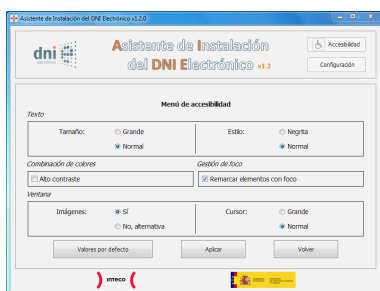 Asistente de Instalación del DNI Electrónico v1.2.0
dni
Asistente de Instalación
del DNI Electrónico v1.2
Accesibilidad
Configuración
Menú de accesibilidad
Texto
Tamaño:
Grande
Normal
Estilo:
Negrita
Normal
Combinación de colores
Alto contraste
Gestión de foco
Remarcar elementos con foco
Ventana
Imágenes:
Sí
No, alternativa
Cursor:
Grande
Normal
Valores por defecto
Aplicar
Volver
inteco